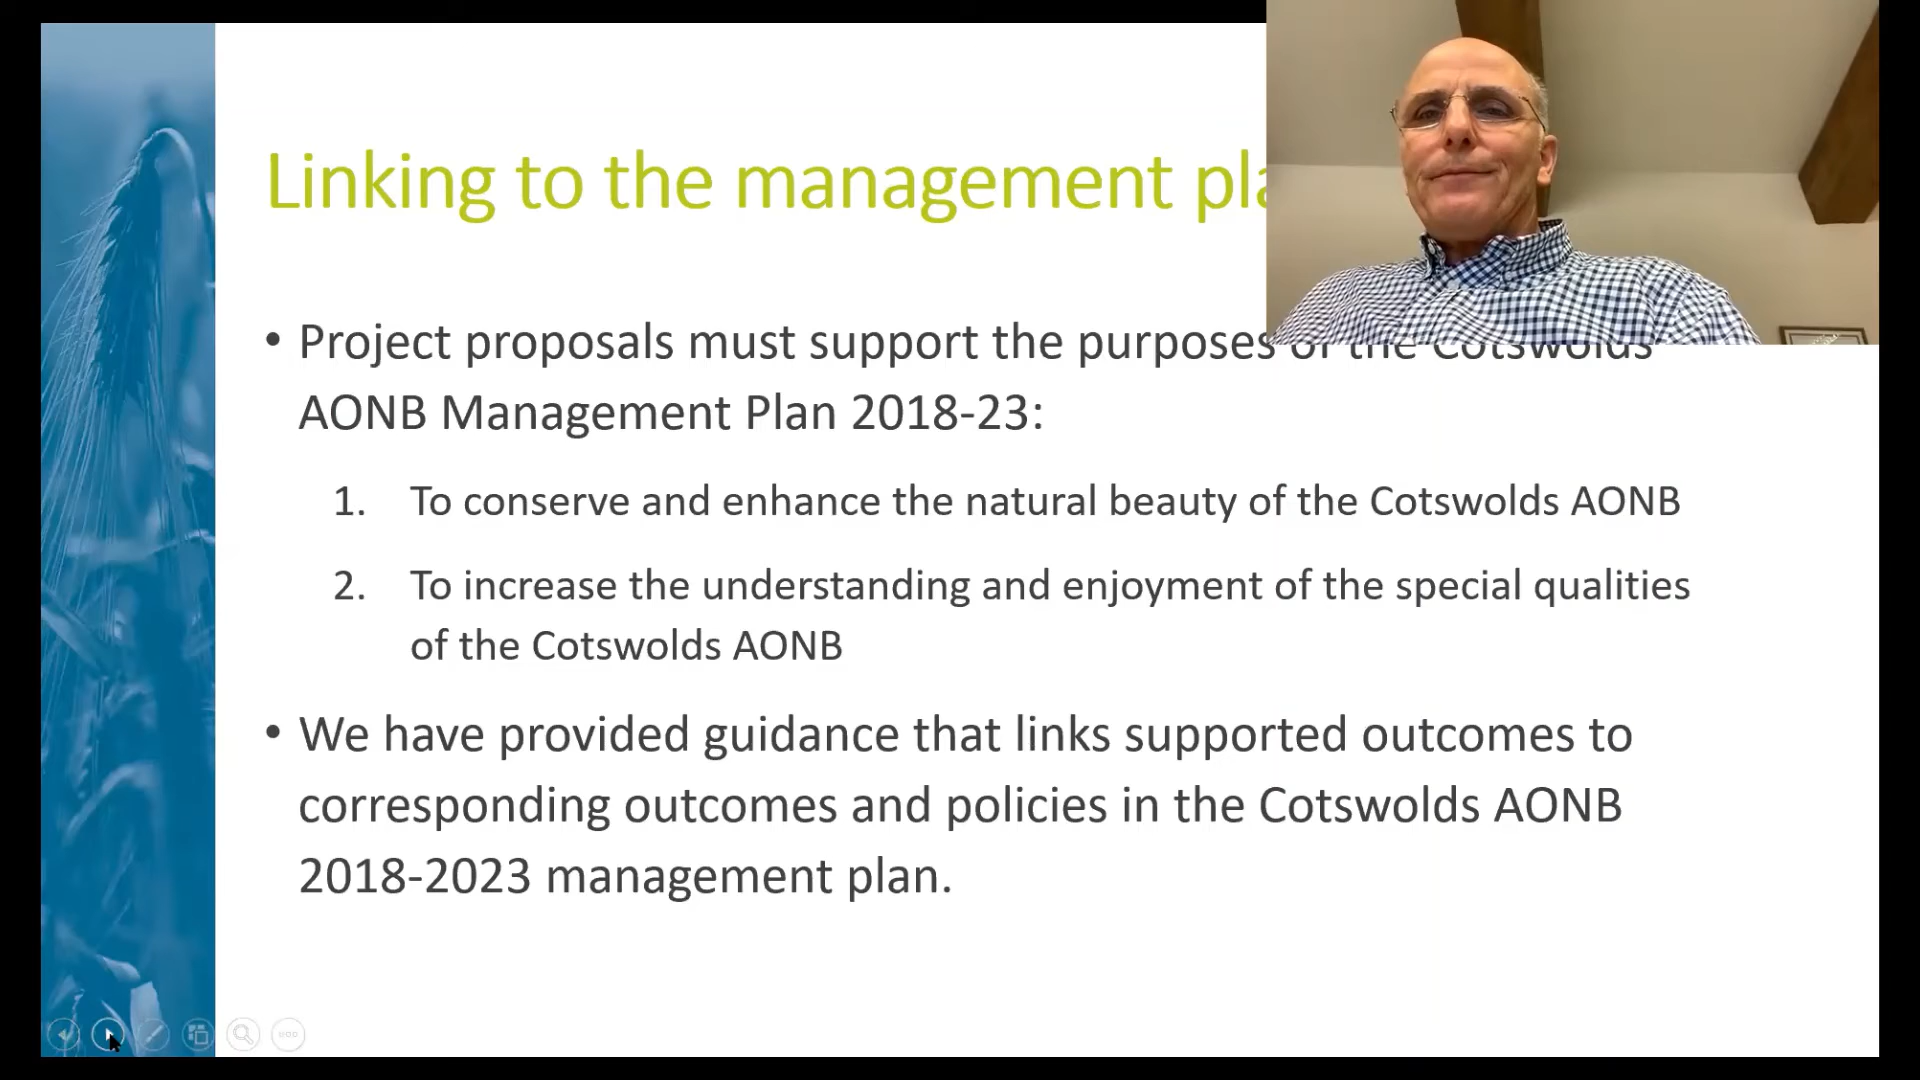 Linking to the management pla
• Project proposals must support the purposes of the Cotswolds
AONB Management Plan 2018-23:
1. To conserve and enhance the natural beauty of the Cotswolds AONB
2. To increase the understanding and enjoyment of the special qualities
of the Cotswolds AONB
• We have provided guidance that links supported outcomes to
corresponding outcomes and policies in the Cotswolds AONB
2018-2023 management plan.